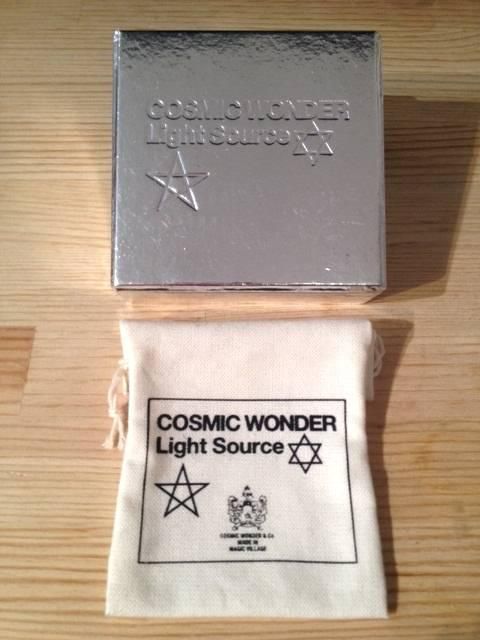 COSMIC WONDER
Light Source
COSMIC WONDER
Light Source
COSMIC WONDER & Co.
MADE IN
MAGIC VILLAGE